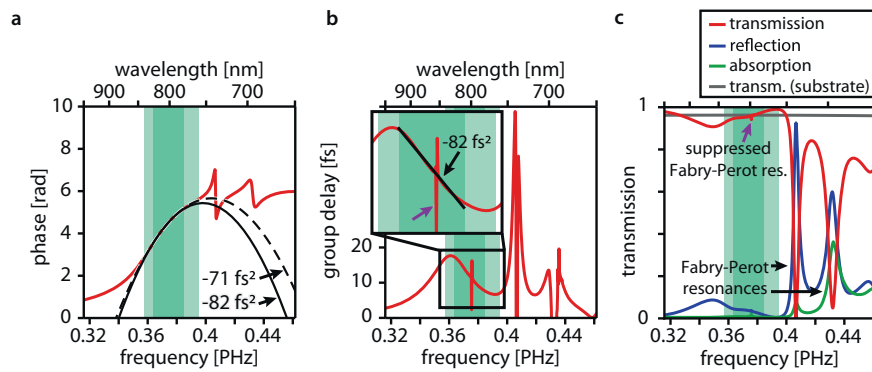 a
wavelength [nm]
900 800 700
10
8
6
4
2
0
phase [rad]
-71 fs²
-82 fs²
0.32 0.36 0.4 0.44
frequency [PHz]
b
wavelength [nm]
900 800 700
-82 fs²
20
10
0
group delay [fs]
0.32 0.36 0.4 0.44
frequency [PHz]
c
transmission
reflection
absorption
transm. (substrate)
1
0
transmission
suppressed
Fabry-Perot res.
Fabry-Perot
resonances
0.32 0.36 0.4 0.44
frequency [PHz]